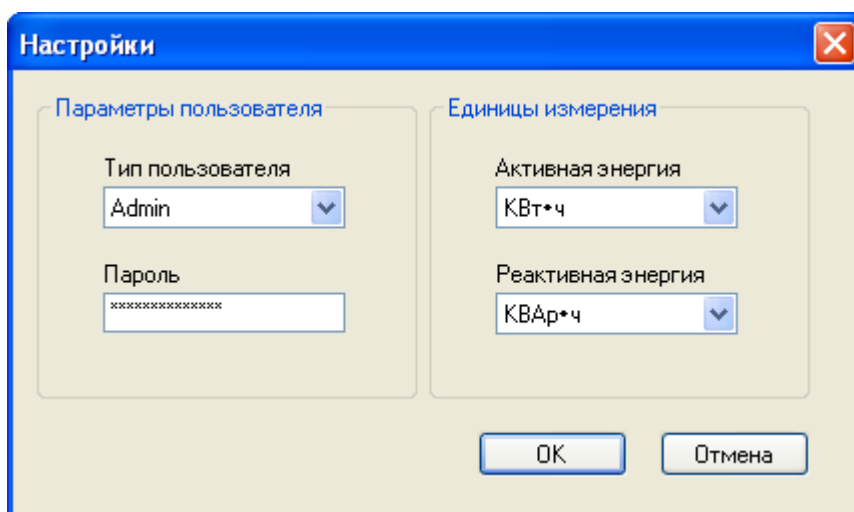 Настройки
Параметры пользователя
Тип пользователя
Admin
Пароль
**************
Единицы измерения
Активная энергия
КВт•ч
Реактивная энергия
КВАр•ч
OK
Отмена